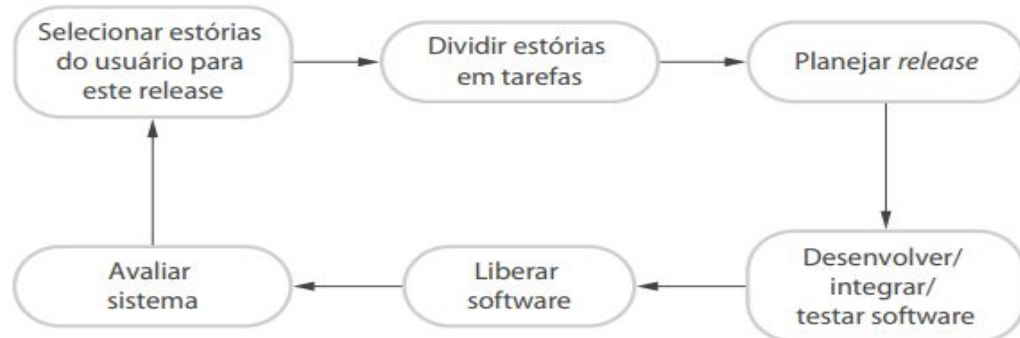 Selecionar estórias
do usuário para
este release
Dividir estórias
em tarefas
Planejar release
Desenvolver/
integrar/
testar software
Liberar
software
Avaliar
sistema